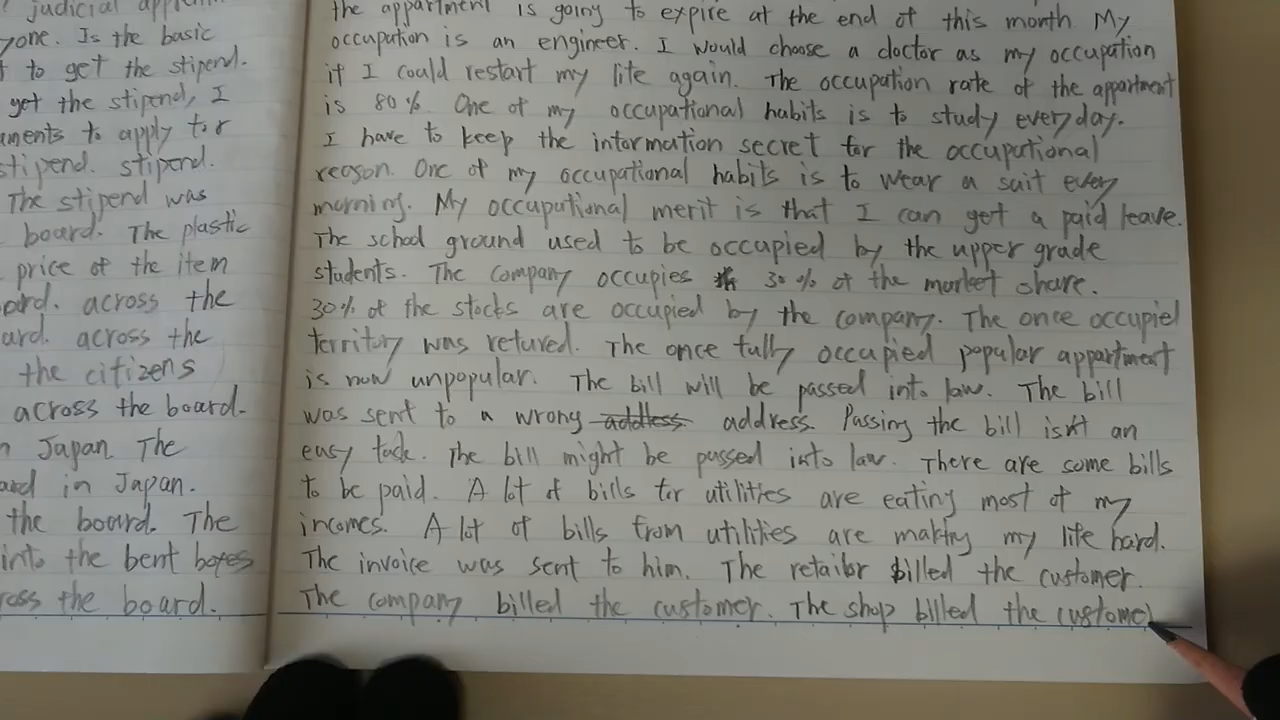 judicial
yone. Is the basic
to get the stipend.
get the stipend, I
uments to apply for
stipend. stipend.
The stipend was
board. The plastic
price of the item
oard. across the
ard. across the
the citizens
across the board.
n Japan The
ard in Japan.
the board. The
into the bent boxes
ross the board.
the appartment is going to expire at the end of this month My
occupation is an engineer. I would choose a doctor as my occupation
if I could restart my life again. The occupation rate of the appartment
is 80%. One of my occupational habits is to study everyday.
I have to keep the information secret for the occupational
reason. One of my occupational habits is to wear a suit every
morning. My occupational merit is that I can get a paid leave.
The school ground used to be occupied by the upper grade
students. The company occupies 30% of the market share.
30% of the stocks are occupied by the company. The once occupied
territory was retured. The once fully occupied popular appartment
is now unpopular. The bill will be passed into law. The bill
was sent to a wrong addless address. Passing the bill isn't an
easy task. The bill might be passed into law. There are some bills
to be paid. A lot of bills for utilities are eating most of my
incomes. A lot of bills from utilities are making my life hard.
The invoice was sent to him. The retailor billed the customer.
The company billed the customer. The shop billed the customer